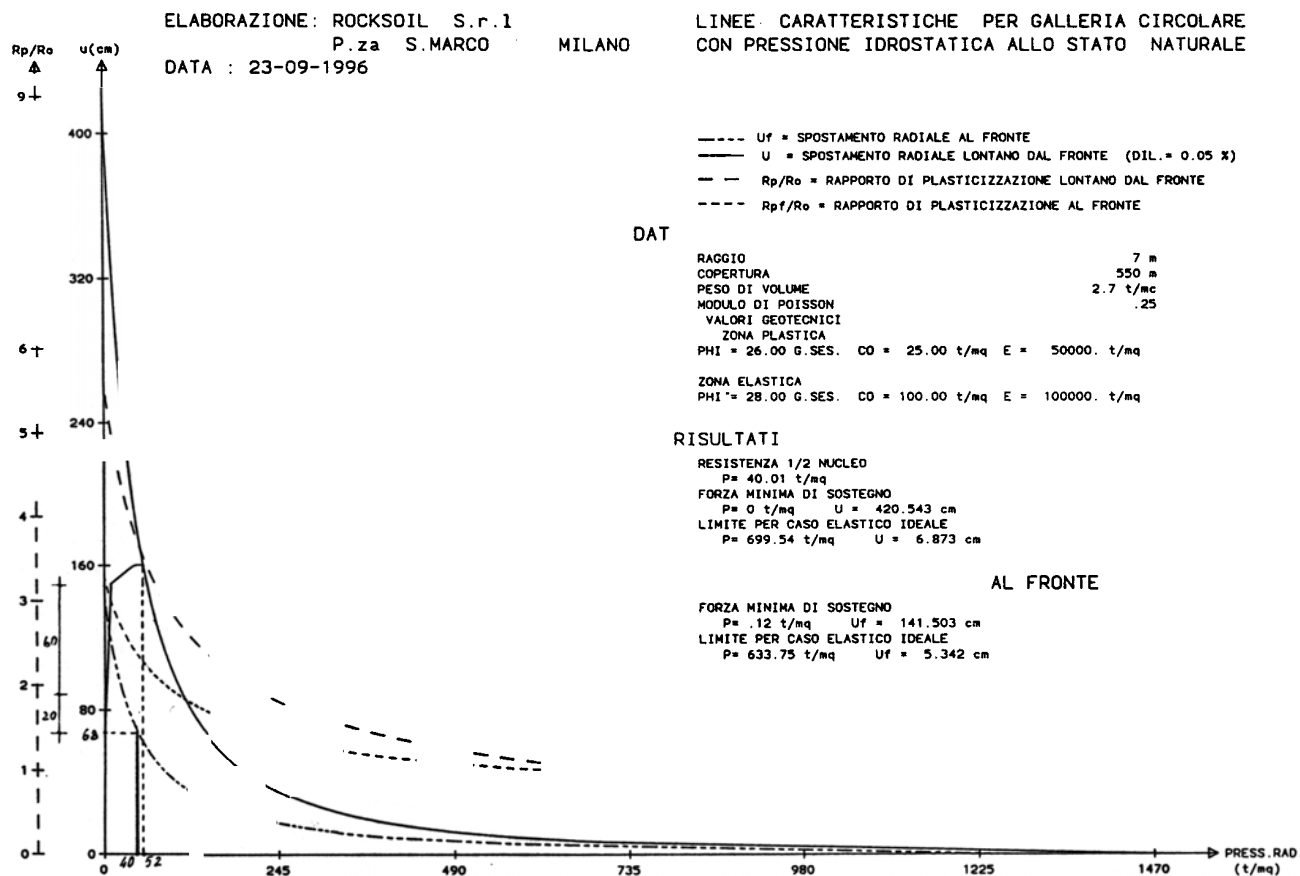 ELABORAZIONE: ROCKSOIL S.r.l
P.za S.MARCO MILANO
DATA : 23-09-1996
LINEE CARATTERISTICHE PER GALLERIA CIRCOLARE
CON PRESSIONE IDROSTATICA ALLO STATO NATURALE
Rp/Ro u(cm)
9
400
320
6
240
5
4
160
3
60
2
80
20
68
1
0 0
40 52
0 245 490 735 980 1225 1470
PRESS.RAD
(t/mq)
Uf = SPOSTAMENTO RADIALE AL FRONTE
U = SPOSTAMENTO RADIALE LONTANO DAL FRONTE (DIL.= 0.05 %)
Rp/Ro = RAPPORTO DI PLASTICIZZAZIONE LONTANO DAL FRONTE
Rpf/Ro = RAPPORTO DI PLASTICIZZAZIONE AL FRONTE
DAT
RAGGIO 7 m
COPERTURA 550 m
PESO DI VOLUME 2.7 t/mc
MODULO DI POISSON .25
VALORI GEOTECNICI
ZONA PLASTICA
PHI = 26.00 G.SES. CO = 25.00 t/mq E = 50000. t/mq
ZONA ELASTICA
PHI = 28.00 G.SES. CO = 100.00 t/mq E = 100000. t/mq
RISULTATI
RESISTENZA 1/2 NUCLEO
P= 40.01 t/mq
FORZA MINIMA DI SOSTEGNO
P= 0 t/mq U = 420.543 cm
LIMITE PER CASO ELASTICO IDEALE
P= 699.54 t/mq U = 6.873 cm
AL FRONTE
FORZA MINIMA DI SOSTEGNO
P= .12 t/mq Uf = 141.503 cm
LIMITE PER CASO ELASTICO IDEALE
P= 633.75 t/mq Uf = 5.342 cm